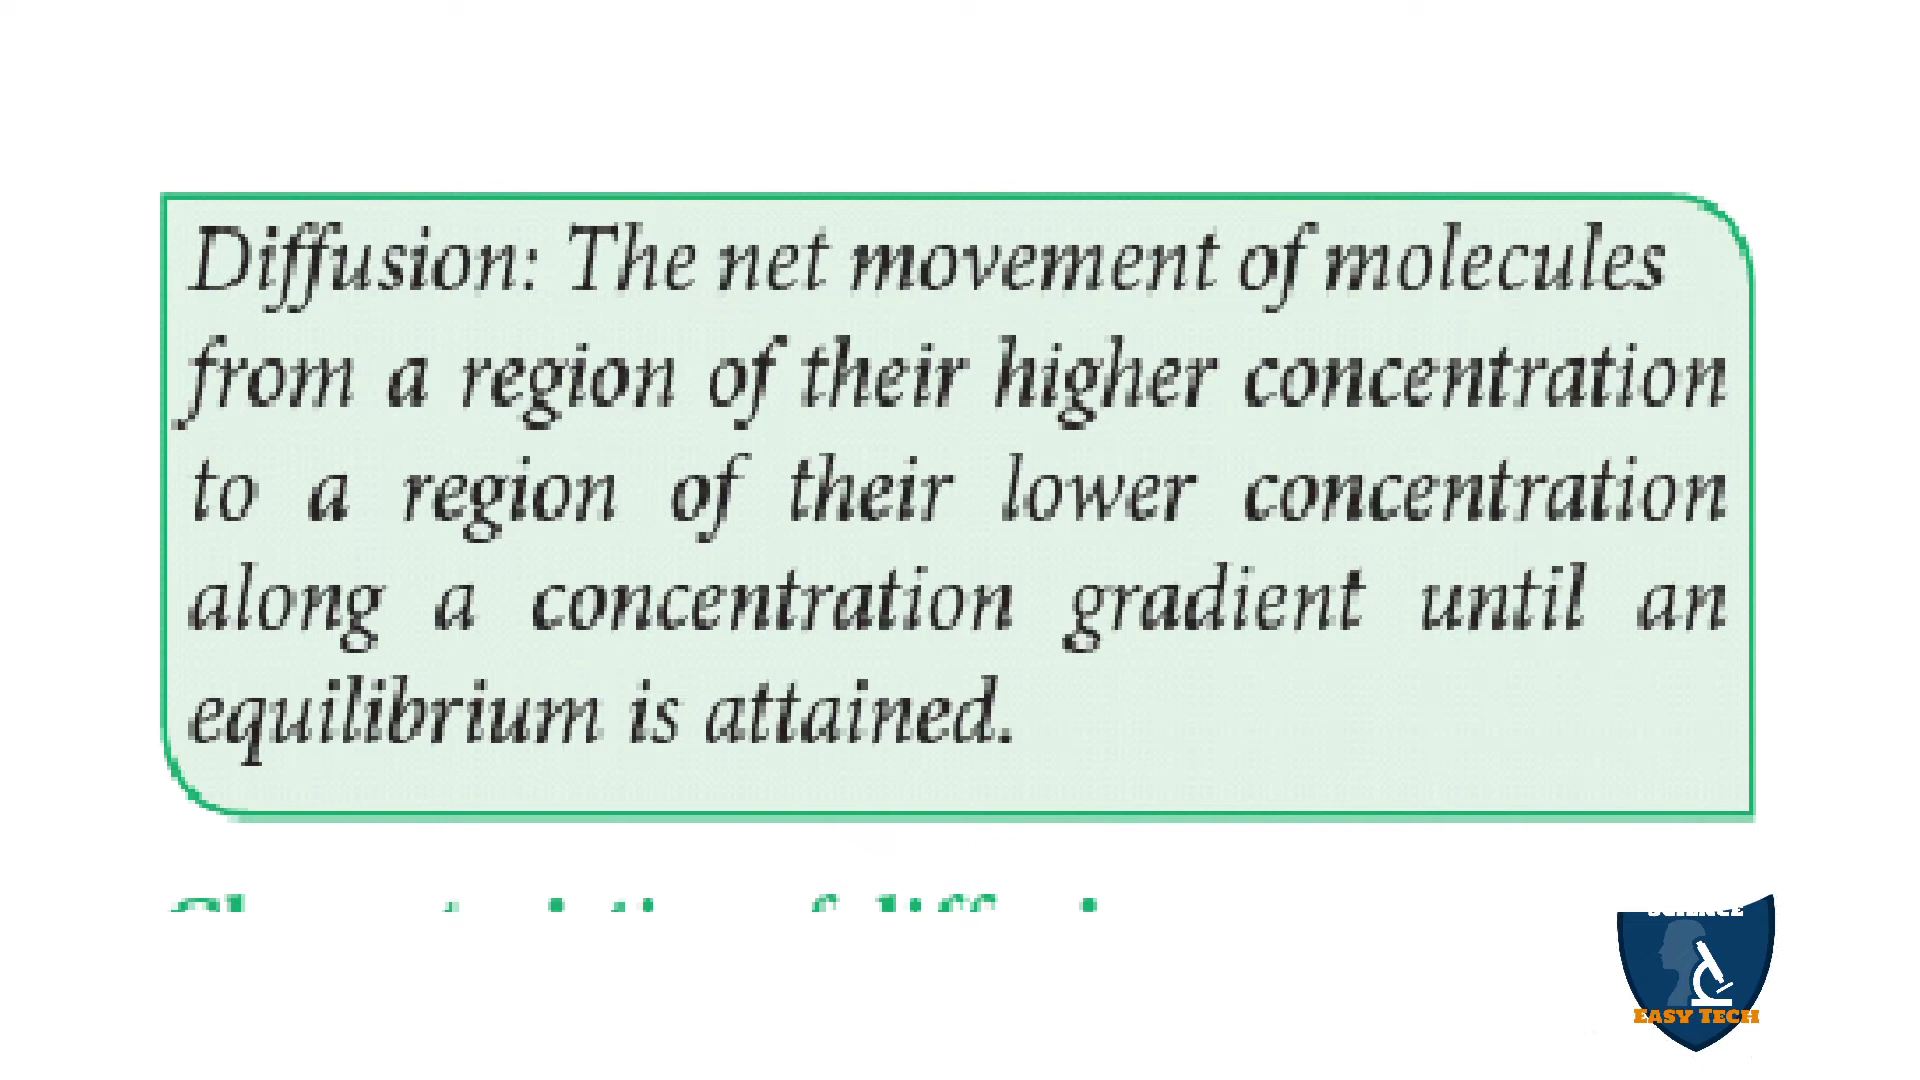 Diffusion: The net movement of molecules
from a region of their higher concentration
to a region of their lower concentration
along a concentration gradient until an
equilibrium is attained.
EASY TECH